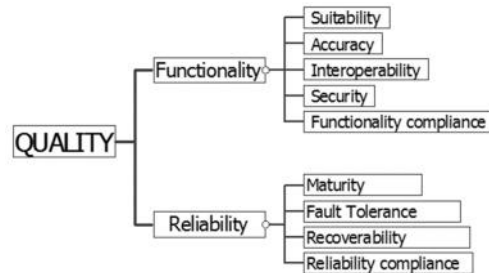 QUALITY
Functionality
Suitability
Accuracy
Interoperability
Security
Functionality compliance
Reliability
Maturity
Fault Tolerance
Recoverability
Reliability compliance